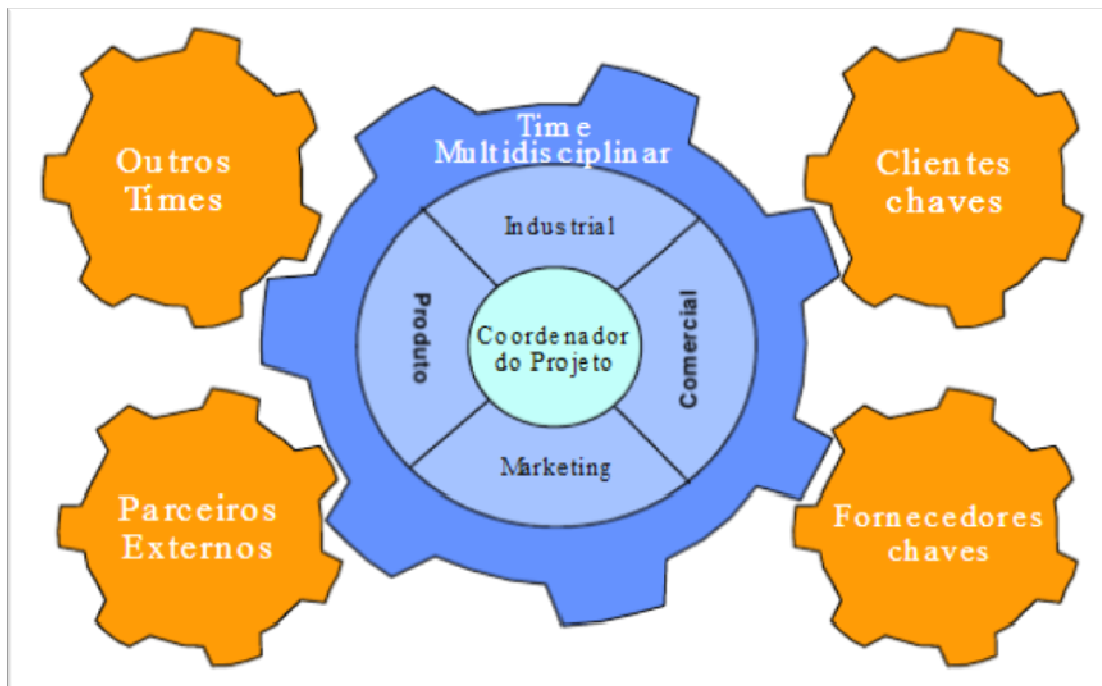 Outros
Times
Time
Multidisciplinar
Clientes
chaves
Industrial
Produto
Coordenador
do Projeto
Comercial
Marketing
Parceiros
Externos
Fornecedores
chaves